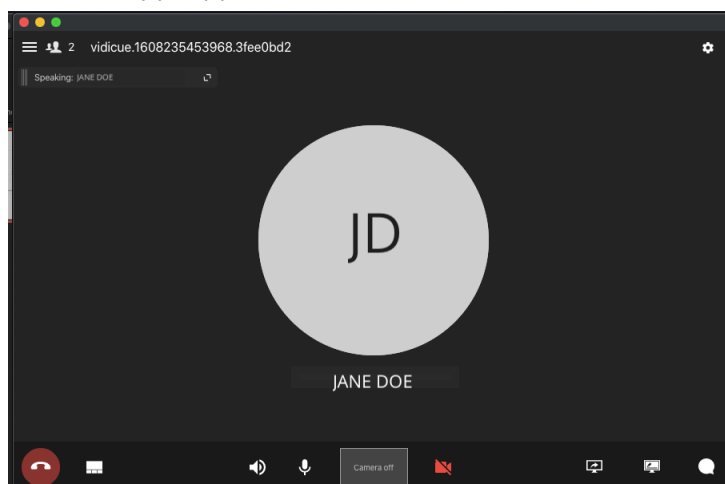 2 vidicue.1608235453968.3fee0bd2
Speaking: JANE DOE
JD
JANE DOE
Camera off